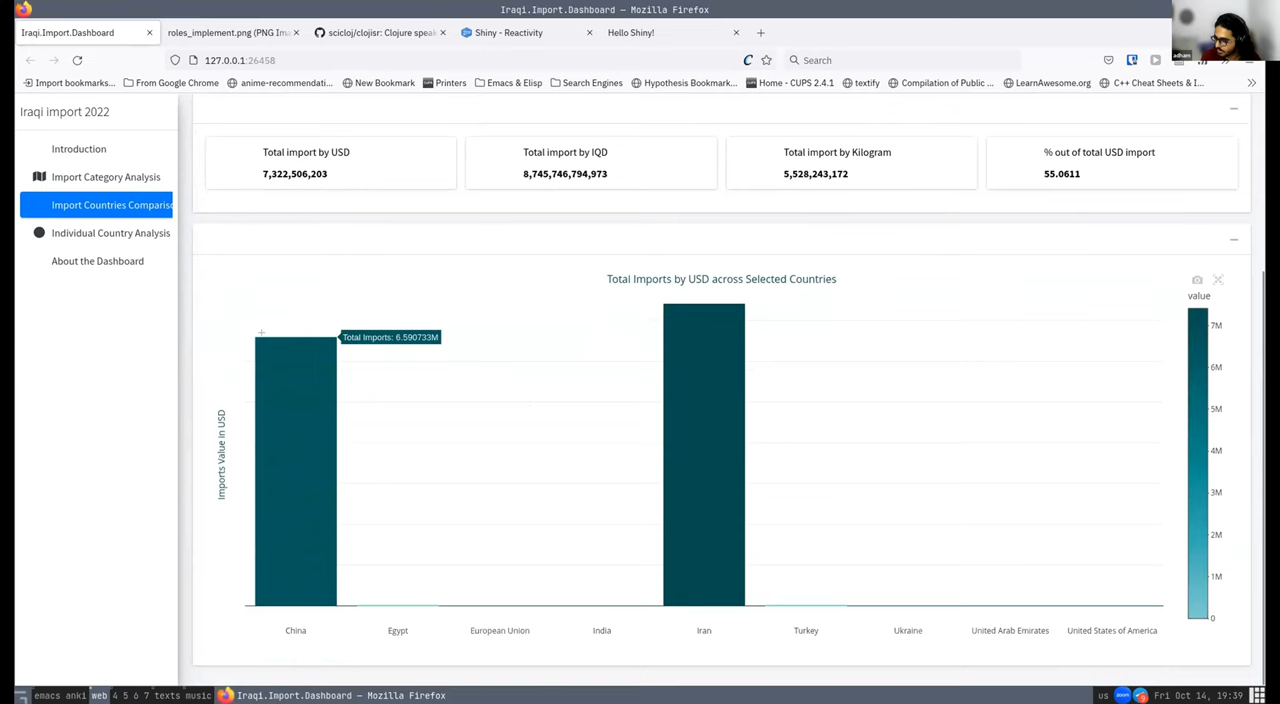 Iraqi.Import.Dashboard — Mozilla Firefox
Iraqi.Import.Dashboard
roles_implement.png (PNG Ima
scicloj/clojisr: Clojure speak
Shiny - Reactivity
Hello Shiny!
127.0.0.1:26458
Search
adham
Import bookmarks...
From Google Chrome
anime-recommendati...
New Bookmark
Printers
Emacs & Elisp
Search Engines
Hypothesis Bookmark...
Home - CUPS 2.4.1
textify
Compilation of Public ...
LearnAwesome.org
C++ Cheat Sheets & I...
Iraqi import 2022
Introduction
Import Category Analysis
Import Countries Compariso
Individual Country Analysis
About the Dashboard
Total import by USD
7,322,506,203
Total import by IQD
8,745,746,794,973
Total import by Kilogram
5,528,243,172
% out of total USD import
55.0611
Total Imports by USD across Selected Countries
value
7M
6M
5M
4M
3M
2M
1M
0
Total Imports: 6.590733M
Imports Value in USD
China
Egypt
European Union
India
Iran
Turkey
Ukraine
United Arab Emirates
United States of America
emacs anki web 4 5 6 7 texts music
Iraqi.Import.Dashboard — Mozilla Firefox
us
zoom
Fri Oct 14, 19:39